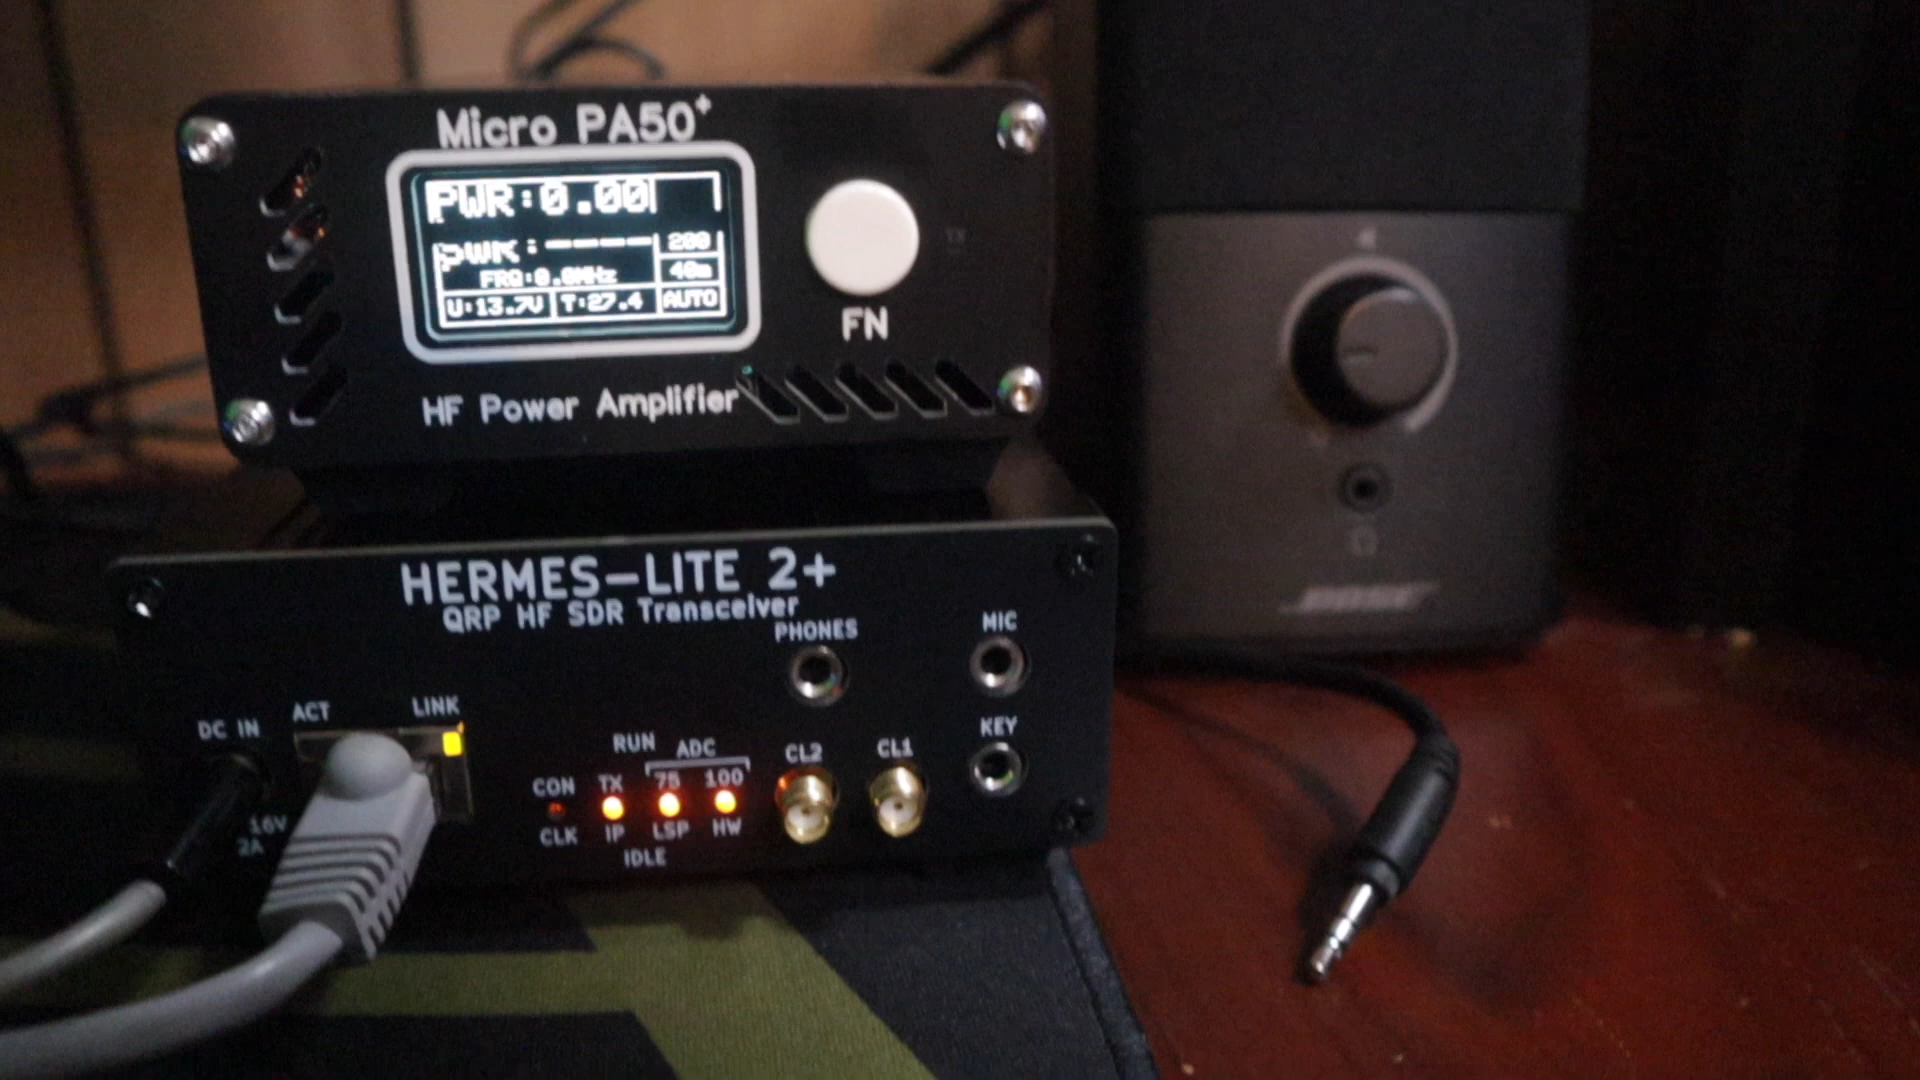 Micro PA50+
PWR:0.00
PWR:----
200
FRQ:0.0MHz
40m
U:13.7V T:27.4 AUTO
FN
HF Power Amplifier
HERMES-LITE 2+
QRP HF SDR Transceiver
PHONES
MIC
ACT
LINK
DC IN
KEY
RUN
ADC
CL2
CL1
CON
TX
75
100
16V
2A
CLK
IP
LSP
HW
IDLE
BOSE